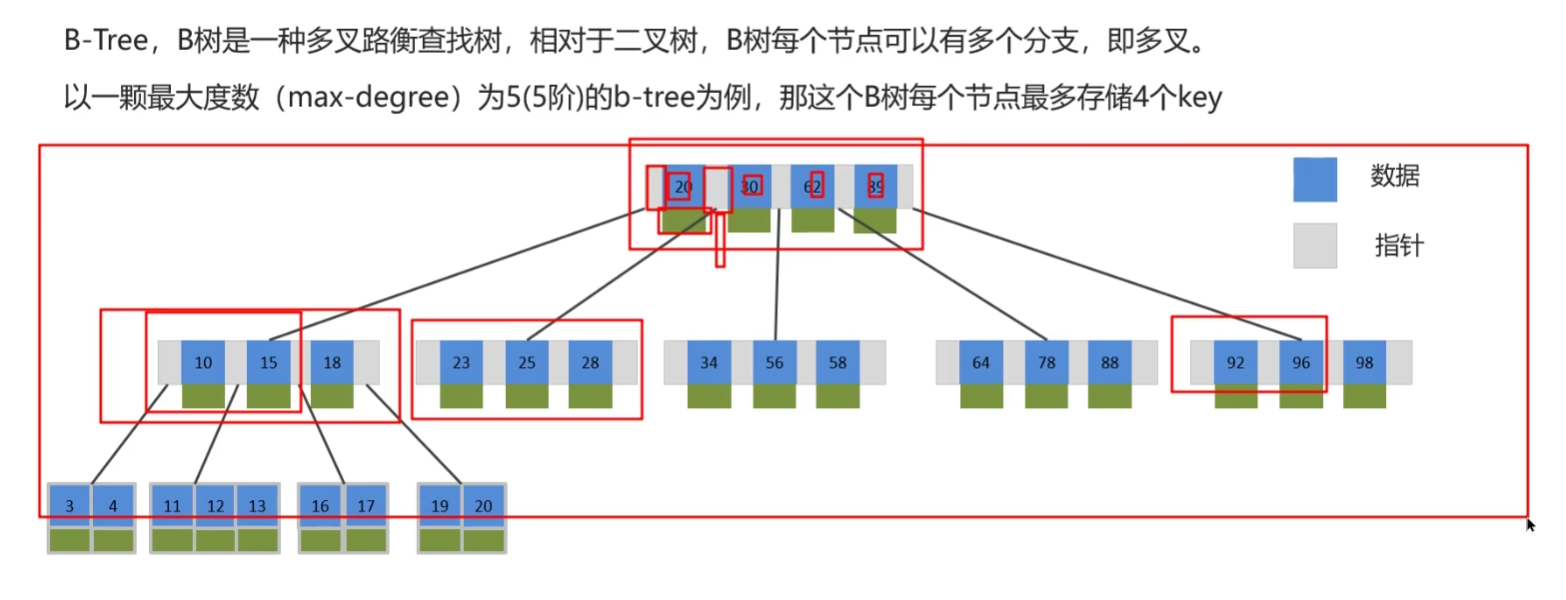 B-Tree，B树是一种多叉路衡查找树，相对于二叉树，B树每个节点可以有多个分支，即多叉。
以一颗最大度数（max-degree）为5(5阶)的b-tree为例，那这个B树每个节点最多存储4个key
20 30 62 89
数据
指针
10 15 18 23 25 28 34 56 58 64 78 88 92 96 98
3 4 11 12 13 16 17 19 20